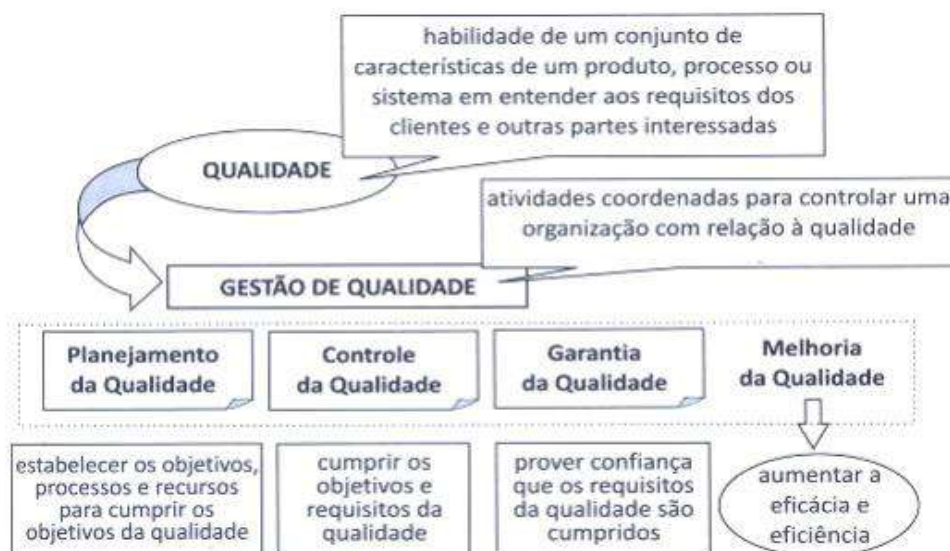 habilidade de um conjunto de
características de um produto, processo ou
sistema em entender aos requisitos dos
clientes e outras partes interessadas
QUALIDADE
atividades coordenadas para controlar uma
organização com relação à qualidade
GESTÃO DE QUALIDADE
Planejamento
da Qualidade
Controle
da Qualidade
Garantia
da Qualidade
Melhoria
da Qualidade
estabelecer os objetivos,
processos e recursos
para cumprir os
objetivos da qualidade
cumprir os
objetivos e
requisitos da
qualidade
prover confiança
que os requisitos
da qualidade são
cumpridos
aumentar a
eficácia e
eficiência